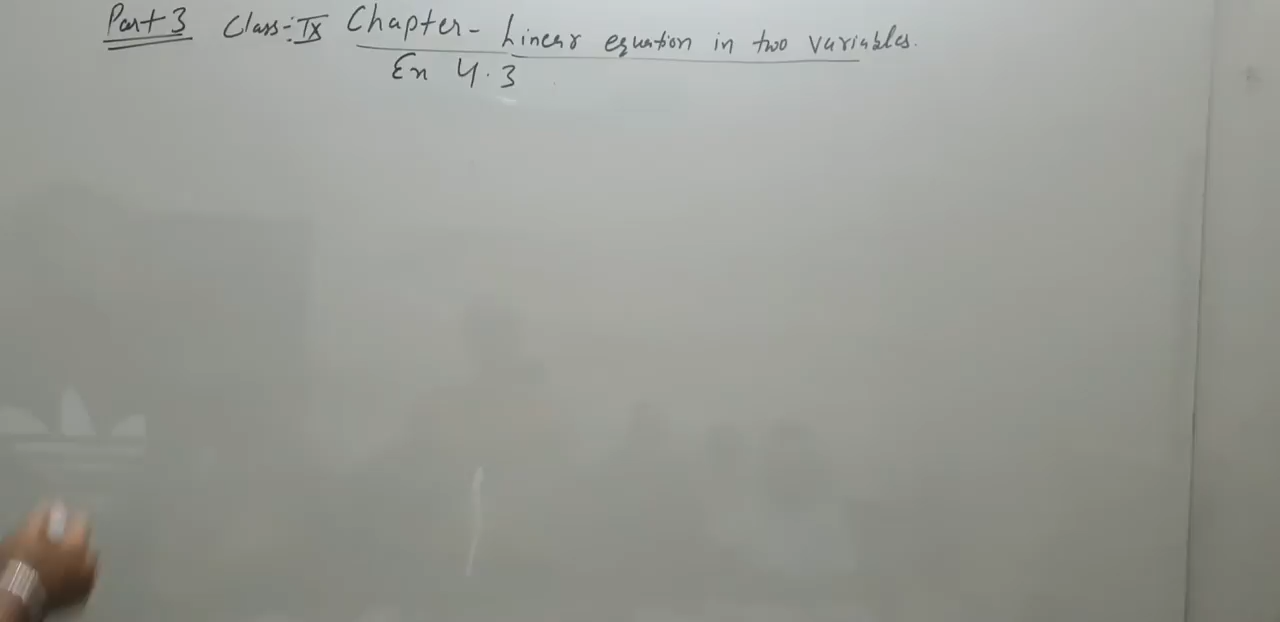 Part 3 Class:- IX Chapter- Linear equation in two variables.
Ex 4.3